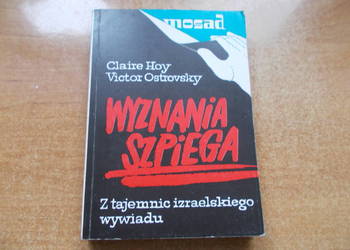 mosad
Claire Hoy
Victor Ostrovsky
WYZNANIA
SZPIEGA
Z tajemnic izraelskiego
wywiadu